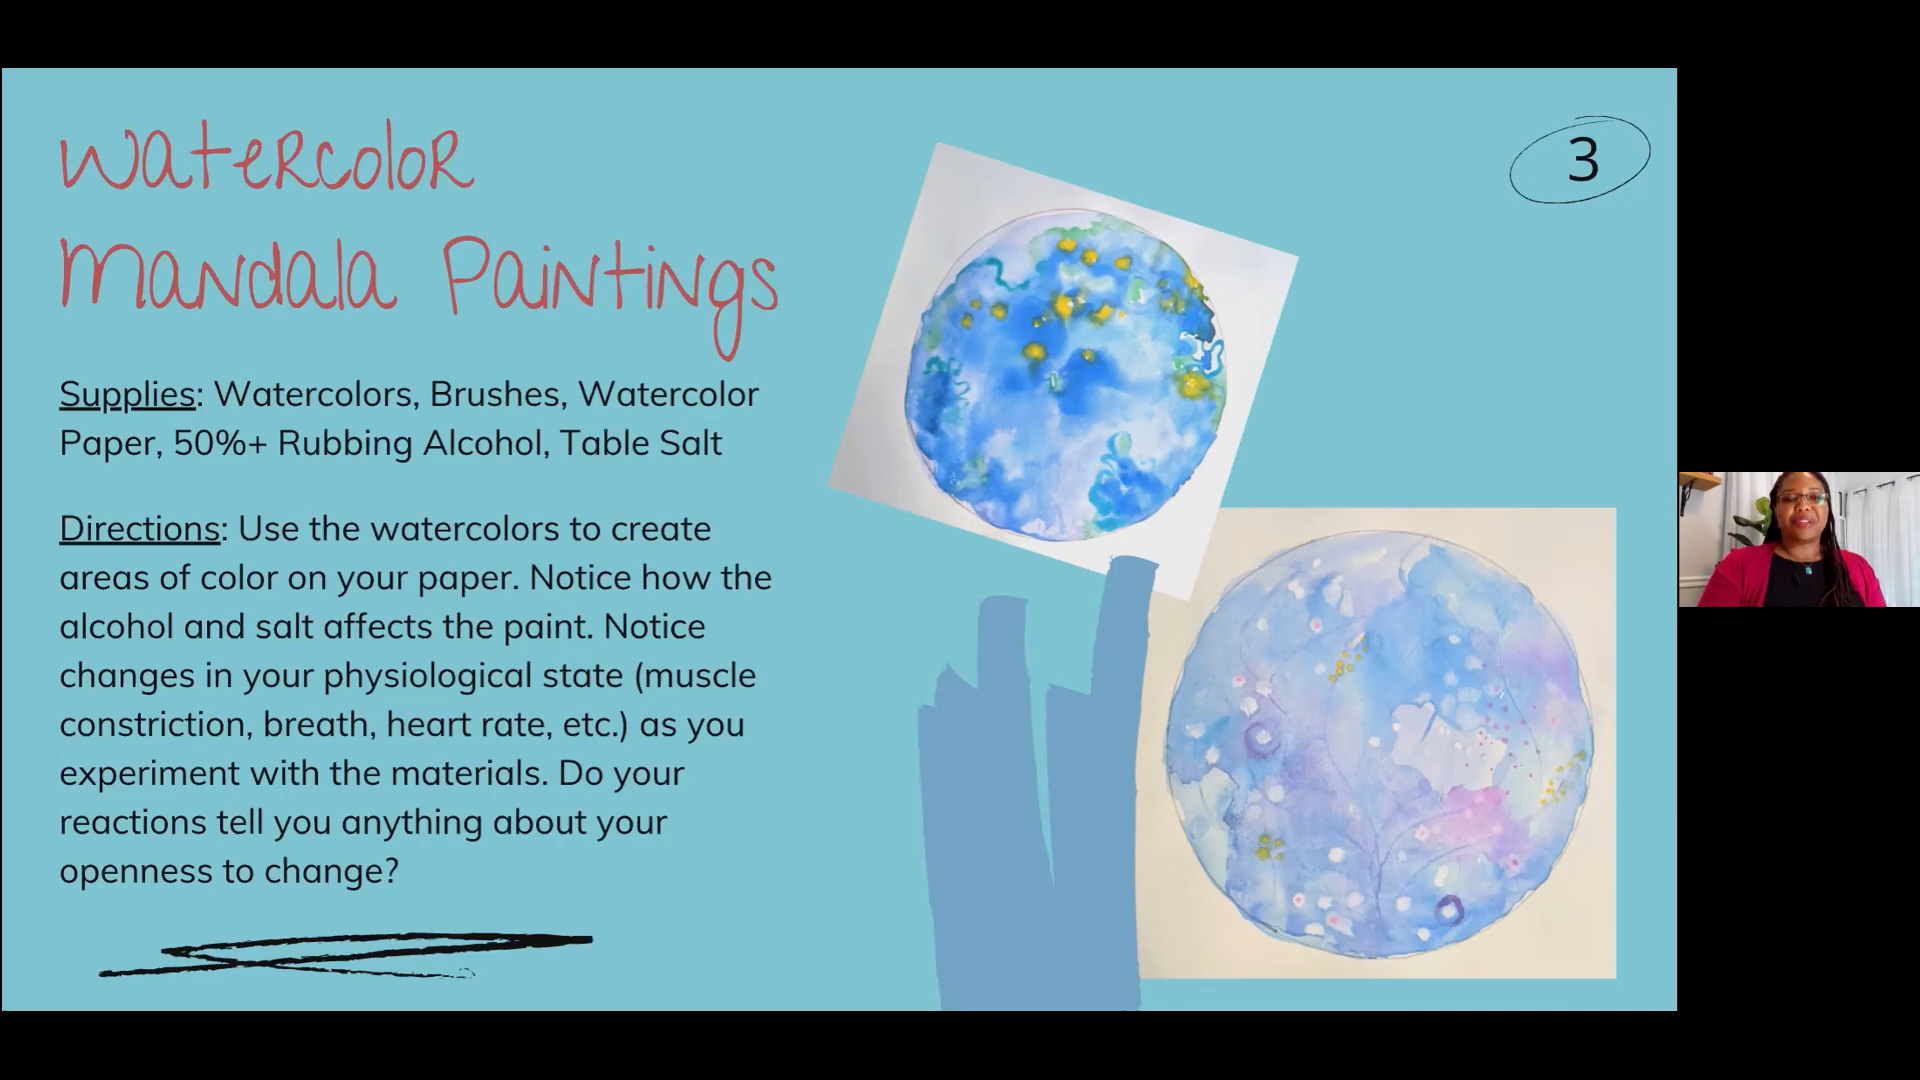 Watercolor
Mandala Paintings
3
Supplies: Watercolors, Brushes, Watercolor
Paper, 50%+ Rubbing Alcohol, Table Salt
Directions: Use the watercolors to create
areas of color on your paper. Notice how the
alcohol and salt affects the paint. Notice
changes in your physiological state (muscle
constriction, breath, heart rate, etc.) as you
experiment with the materials. Do your
reactions tell you anything about your
openness to change?